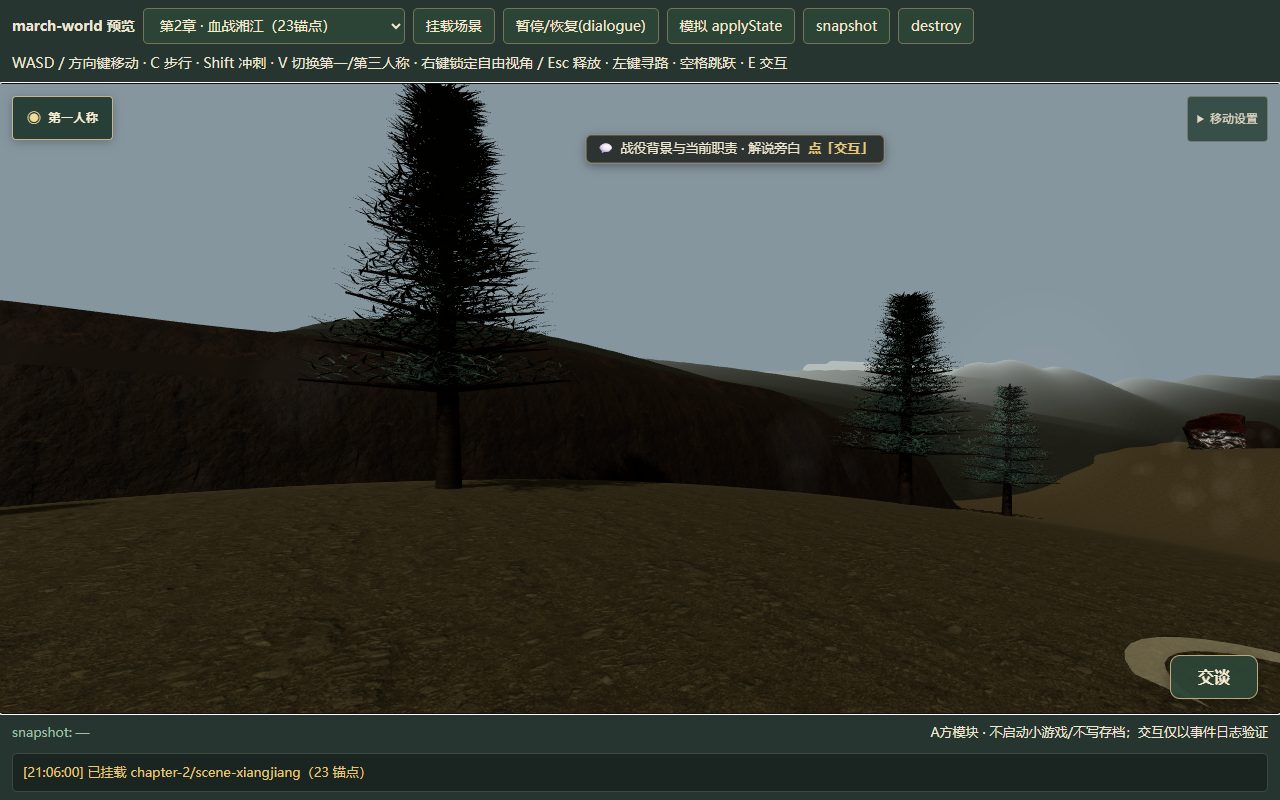 march-world 预览 第2章 · 血战湘江（23锚点） 挂载场景 暂停/恢复(dialogue) 模拟 applyState snapshot destroy
WASD / 方向键移动 · C 步行 · Shift 冲刺 · V 切换第一/第三人称 · 右键锁定自由视角 / Esc 释放 · 左键寻路 · 空格跳跃 · E 交互
第一人称
移动设置
战役背景与当前职责 · 解说旁白 点「交互」
交谈
snapshot: —
A方模块 · 不启动小游戏/不写存档；交互仅以事件日志验证
[21:06:00] 已挂载 chapter-2/scene-xiangjiang（23 锚点）